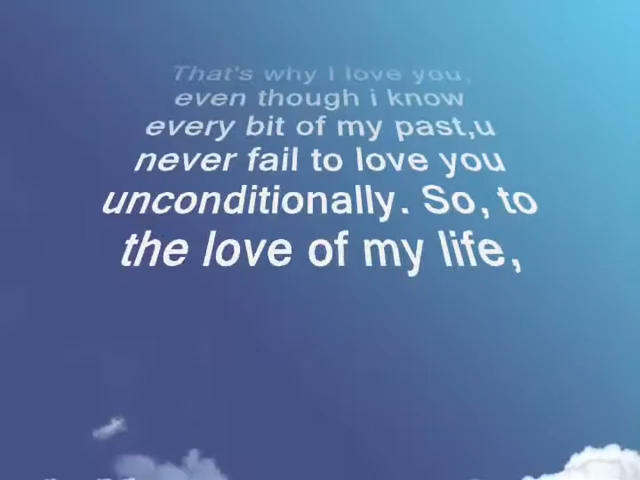 That's why I love you,
even though i know
every bit of my past,u
never fail to love you
unconditionally. So, to
the love of my life,